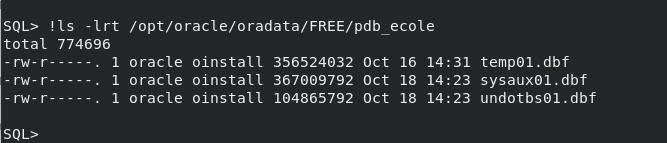 SQL> !ls -lrt /opt/oracle/oradata/FREE/pdb_ecole
total 774696
-rw-r-----. 1 oracle oinstall 356524032 Oct 16 14:31 temp01.dbf
-rw-r-----. 1 oracle oinstall 367009792 Oct 18 14:23 sysaux01.dbf
-rw-r-----. 1 oracle oinstall 104865792 Oct 18 14:23 undotbs01.dbf
SQL>